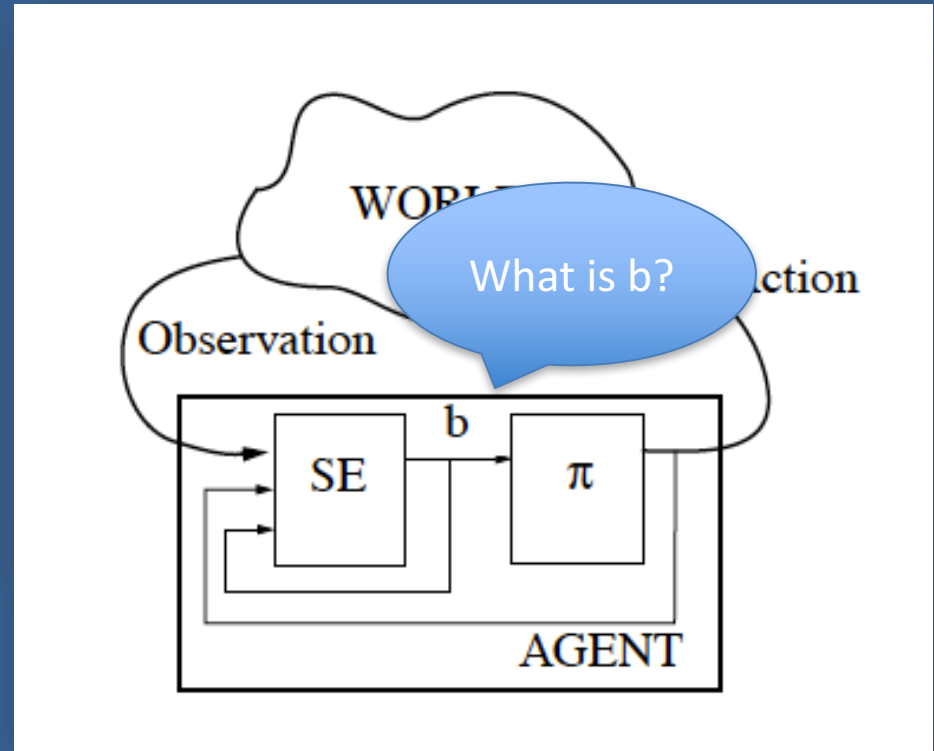 What is b?
Observation
b
SE
π
AGENT